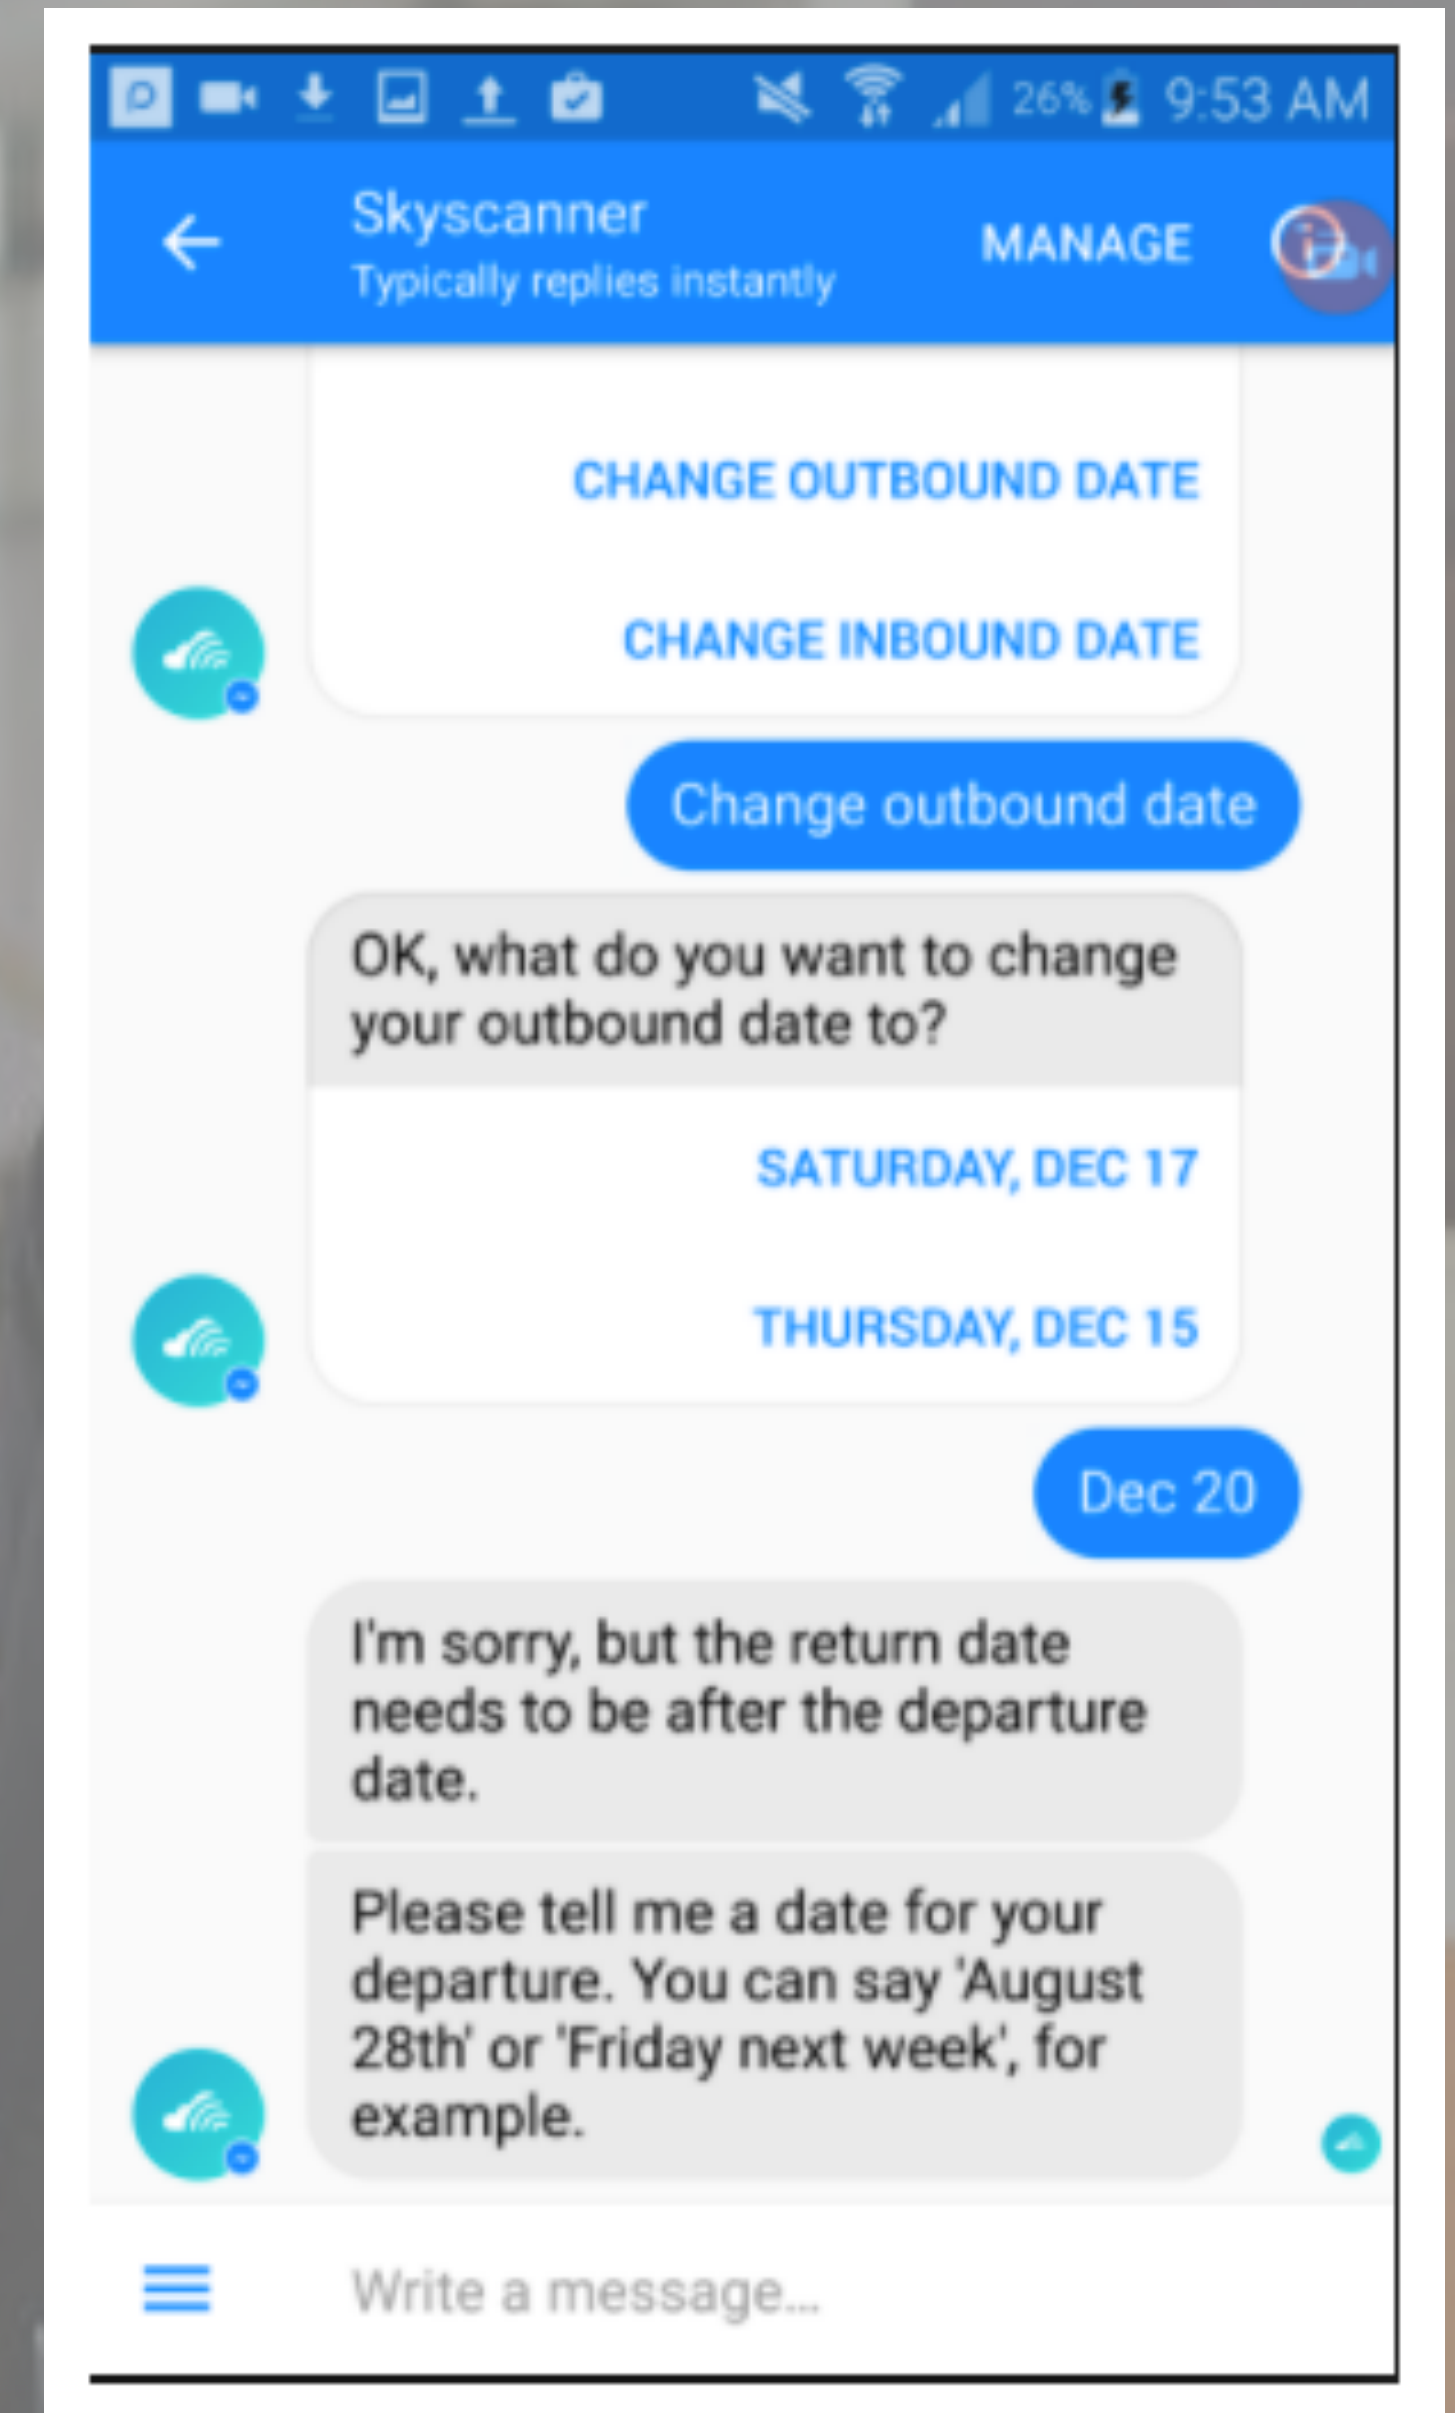 26% 9:53 AM
Skyscanner
MANAGE
Typically replies instantly
CHANGE OUTBOUND DATE
CHANGE INBOUND DATE
Change outbound date
OK, what do you want to change
your outbound date to?
SATURDAY, DEC 17
THURSDAY, DEC 15
Dec 20
I'm sorry, but the return date
needs to be after the departure
date.
Please tell me a date for your
departure. You can say 'August
28th' or 'Friday next week', for
example.
Write a message...